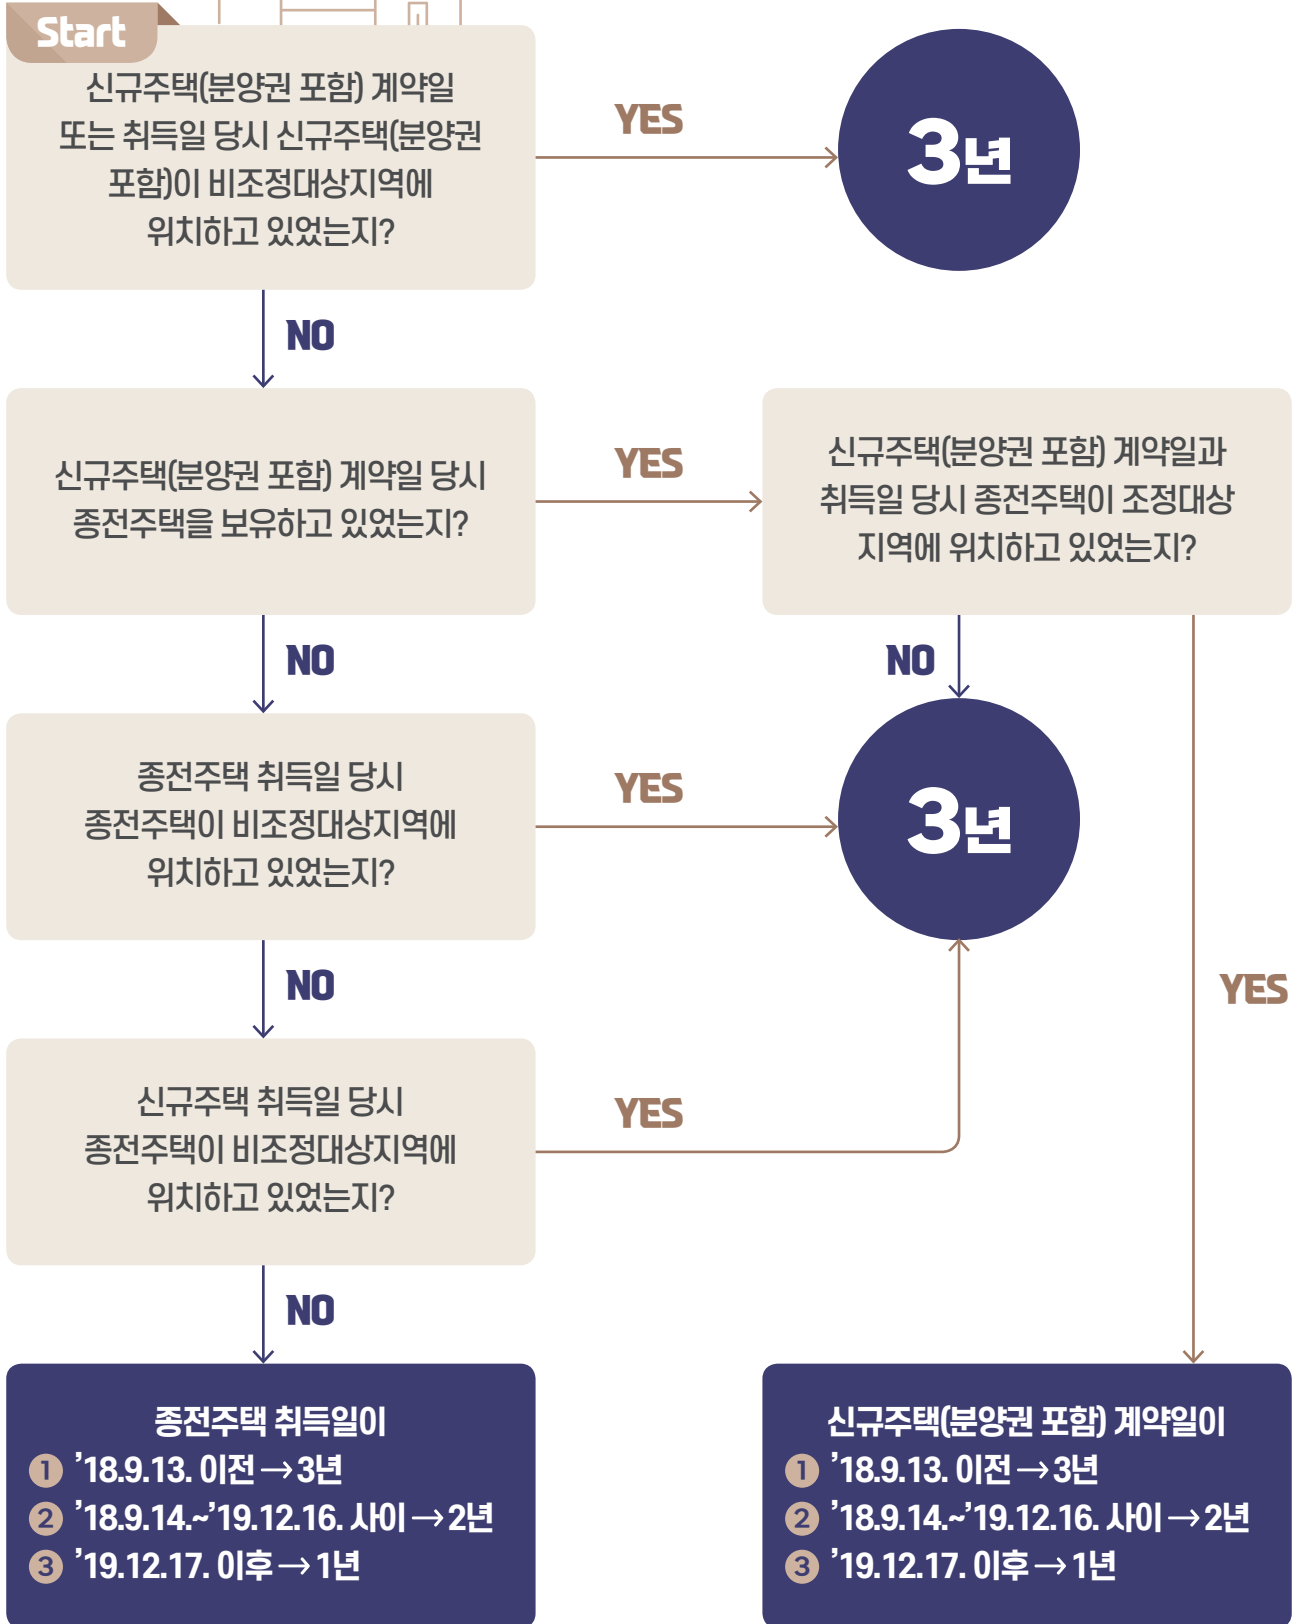 Start
신규주택(분양권 포함) 계약일
또는 취득일 당시 신규주택(분양권
포함)이 비조정대상지역에
위치하고 있었는지?
YES
3년
NO
신규주택(분양권 포함) 계약일 당시
종전주택을 보유하고 있었는지?
YES
신규주택(분양권 포함) 계약일과
취득일 당시 종전주택이 조정대상
지역에 위치하고 있었는지?
NO
NO
종전주택 취득일 당시
종전주택이 비조정대상지역에
위치하고 있었는지?
YES
3년
NO
YES
신규주택 취득일 당시
종전주택이 비조정대상지역에
위치하고 있었는지?
YES
NO
종전주택 취득일이
1 ’18.9.13. 이전 → 3년
2 ’18.9.14.~’19.12.16. 사이 → 2년
3 ’19.12.17. 이후 → 1년
신규주택(분양권 포함) 계약일이
1 ’18.9.13. 이전 → 3년
2 ’18.9.14.~’19.12.16. 사이 → 2년
3 ’19.12.17. 이후 → 1년